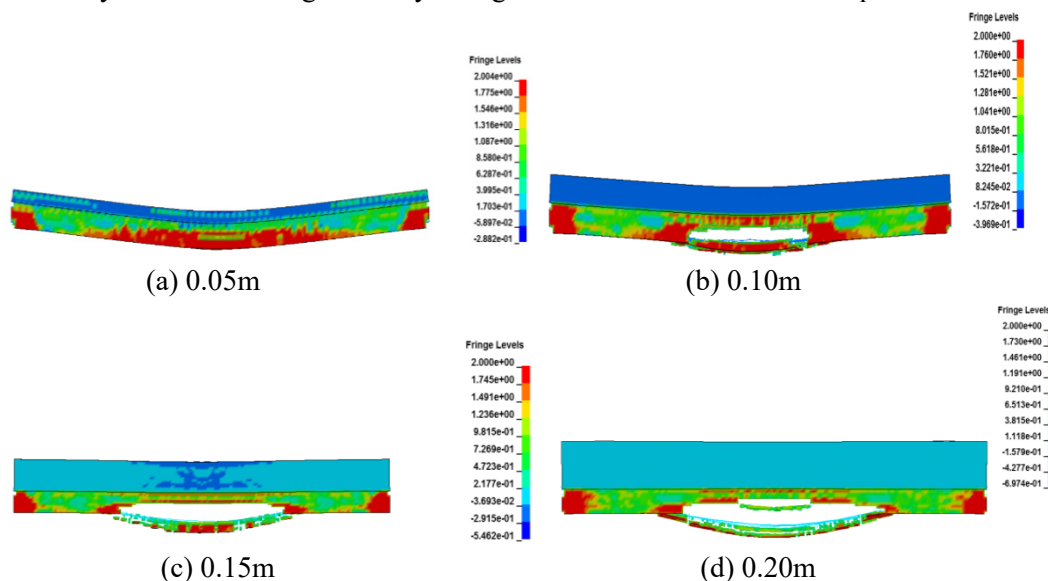 Fringe Levels
2.004e+00
1.775e+00
1.546e+00
1.316e+00
1.087e+00
8.580e-01
6.287e-01
3.995e-01
1.703e-01
-5.897e-02
-2.882e-01
(a) 0.05m
Fringe Levels
2.000e+00
1.760e+00
1.521e+00
1.281e+00
1.041e+00
8.015e-01
5.618e-01
3.221e-01
8.245e-02
-1.572e-01
-3.969e-01
(b) 0.10m
Fringe Levels
2.000e+00
1.745e+00
1.491e+00
1.236e+00
9.815e-01
7.269e-01
4.723e-01
2.177e-01
-3.693e-02
-2.915e-01
-5.462e-01
(c) 0.15m
Fringe Levels
2.000e+00
1.730e+00
1.461e+00
1.191e+00
9.210e-01
6.513e-01
3.815e-01
1.118e-01
-1.579e-01
-4.277e-01
-6.974e-01
(d) 0.20m